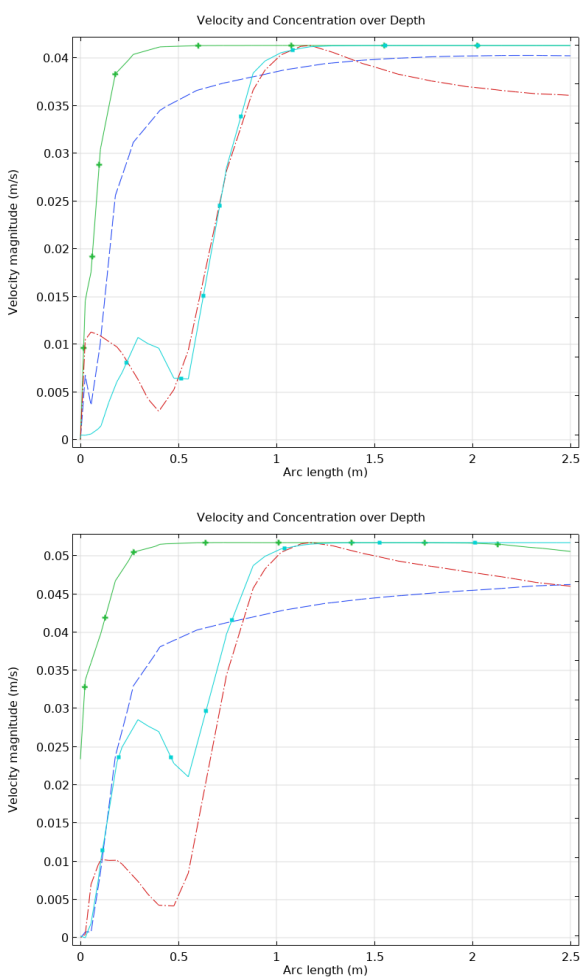 Velocity and Concentration over Depth
Velocity magnitude (m/s)
0.04
0.035
0.03
0.025
0.02
0.015
0.01
0.005
0
0 0.5 1 1.5 2 2.5
Arc length (m)
Velocity and Concentration over Depth
Velocity magnitude (m/s)
0.05
0.045
0.04
0.035
0.03
0.025
0.02
0.015
0.01
0.005
0
0 0.5 1 1.5 2 2.5
Arc length (m)